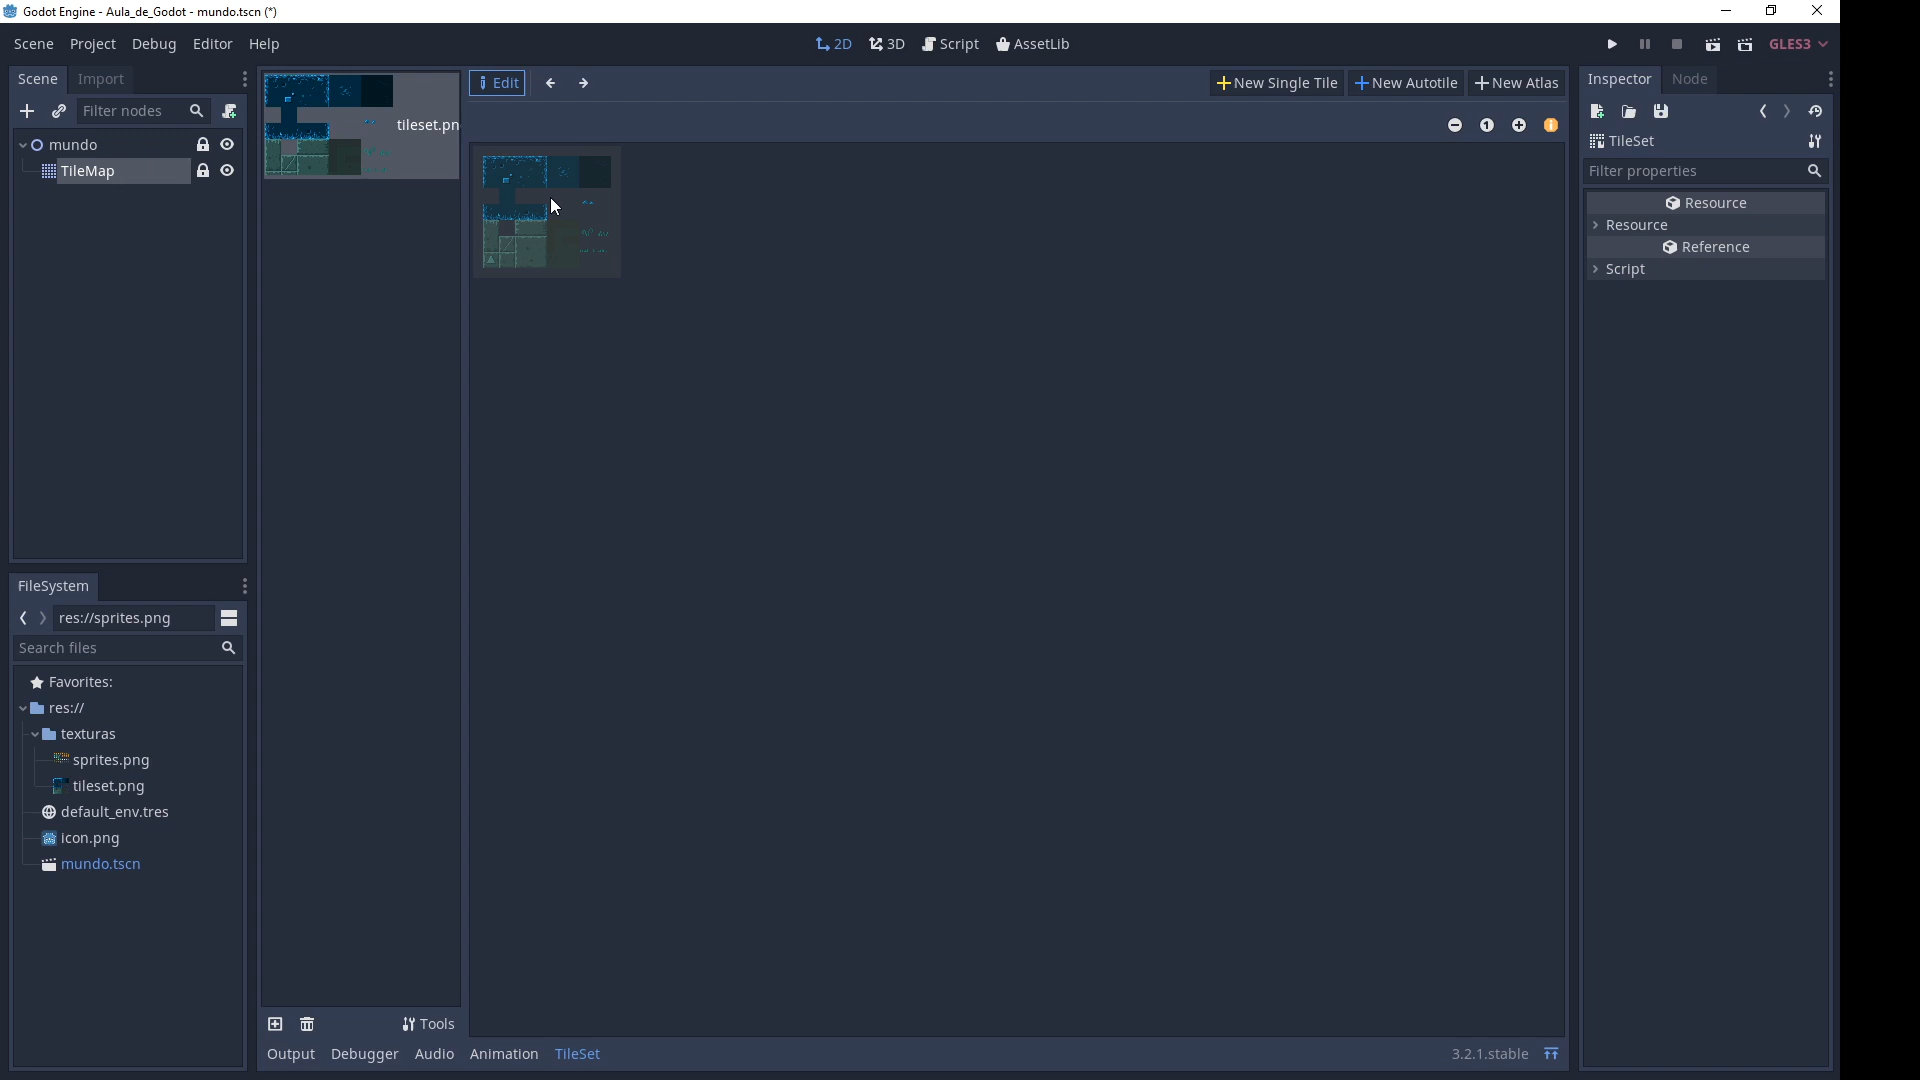 Godot Engine - Aula_de_Godot - mundo.tscn (*)
Scene Project Debug Editor Help
2D 3D Script AssetLib
GLES3
Scene Import
Filter nodes
mundo
TileMap
FileSystem
res://sprites.png
Search files
Favorites:
res://
texturas
sprites.png
tileset.png
default_env.tres
icon.png
mundo.tscn
tileset.pn
Tools
Edit
New Single Tile New Autotile New Atlas
Output Debugger Audio Animation TileSet
3.2.1.stable
Inspector Node
TileSet
Filter properties
Resource
Resource
Reference
Script